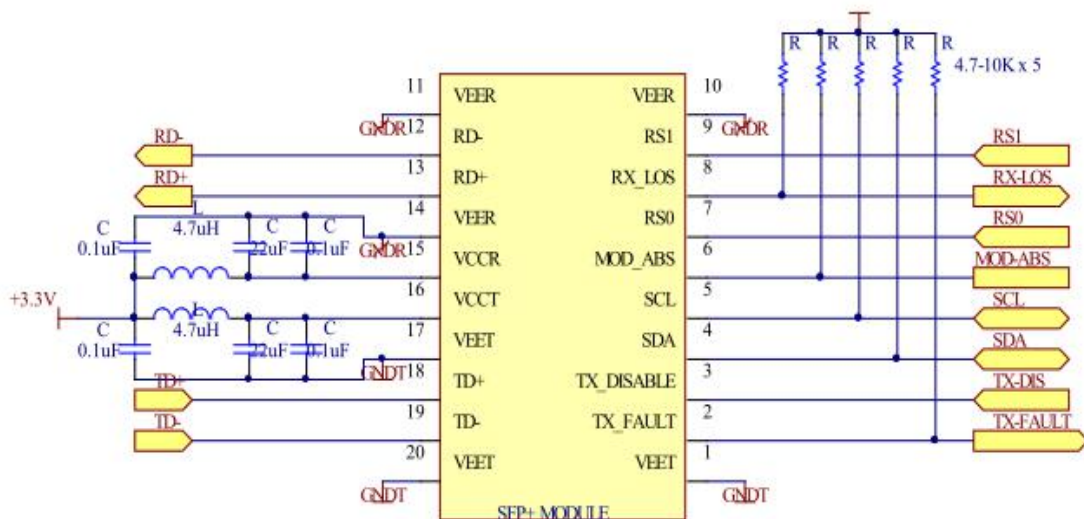 R R R R R
4.7-10K x 5
11 VEER VEER 10
GNDR GNDR
12 RD- RS1 9
RD- RS1
13 RD+ RX_LOS 8
RD+ RX-LOS
L
4.7uH
14 VEER RS0 7
C C C RS0
0.1uF 22uF 0.1uF
GNDR
15 VCCR MOD_ABS 6
MOD-ABS
16 VCCT SCL 5
+3.3V SCL
L
4.7uH
C C C
0.1uF 22uF 0.1uF
17 VEET SDA 4
SDA
GNDT
18 TD+ TX_DISABLE 3
TD+ TX-DIS
19 TD- TX_FAULT 2
TD- TX-FAULT
20 VEET VEET 1
GNDT GNDT
SFP+ MODULE